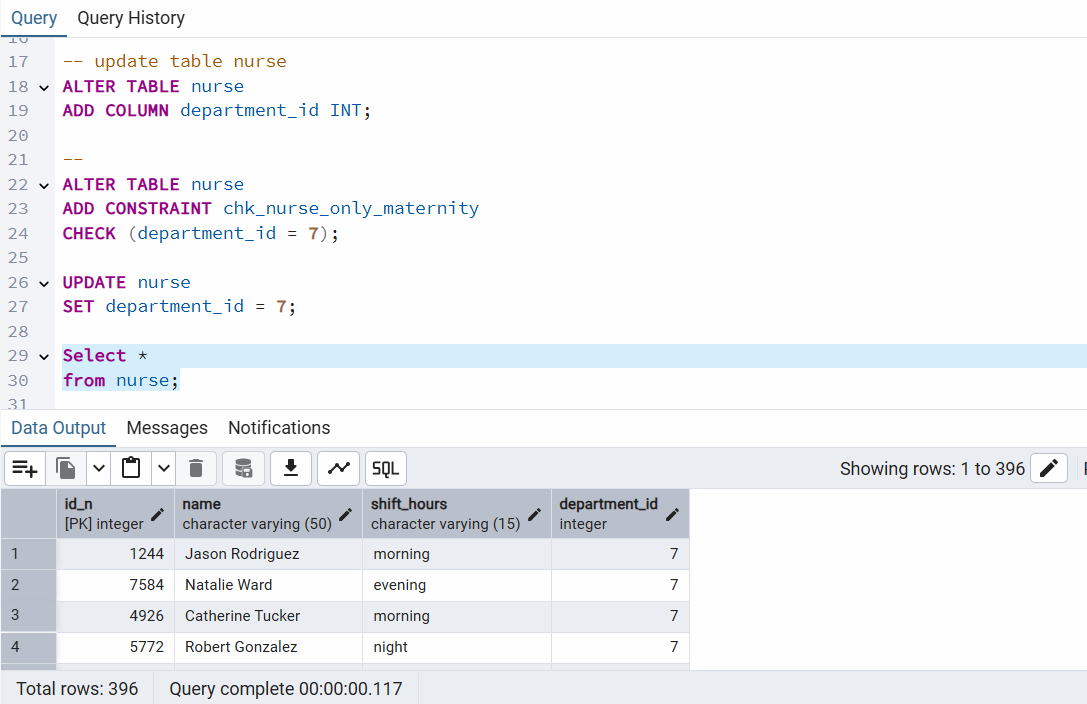 Query Query History
16
17 -- update table nurse
18 ALTER TABLE nurse
19 ADD COLUMN department_id INT;
20
21 --
22 ALTER TABLE nurse
23 ADD CONSTRAINT chk_nurse_only_maternity
24 CHECK (department_id = 7);
25
26 UPDATE nurse
27 SET department_id = 7;
28
29 Select *
30 from nurse;
31
Data Output Messages Notifications
SQL Showing rows: 1 to 396
id_n name shift_hours department_id
[PK] integer character varying (50) character varying (15) integer
1 1244 Jason Rodriguez morning 7
2 7584 Natalie Ward evening 7
3 4926 Catherine Tucker morning 7
4 5772 Robert Gonzalez night 7
Total rows: 396 Query complete 00:00:00.117